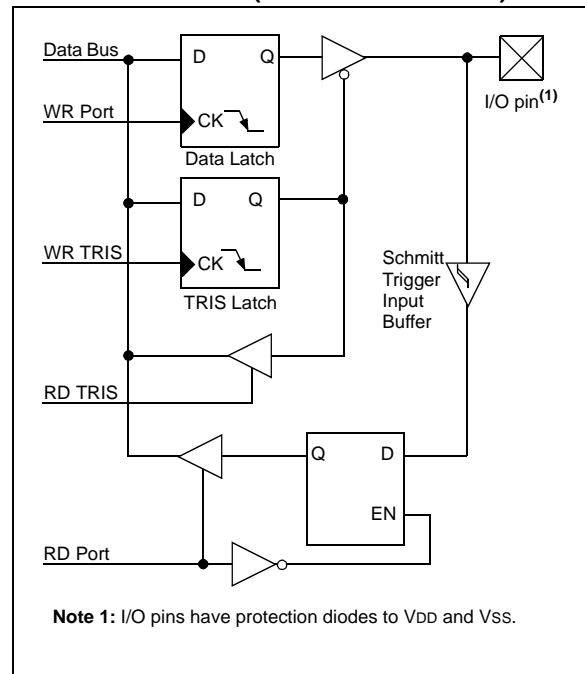 Data Bus
D Q
WR Port
CK
Data Latch
I/O pin(1)
D Q
WR TRIS
CK
TRIS Latch
Schmitt
Trigger
Input
Buffer
RD TRIS
Q D
EN
RD Port
Note 1: I/O pins have protection diodes to VDD and VSS.